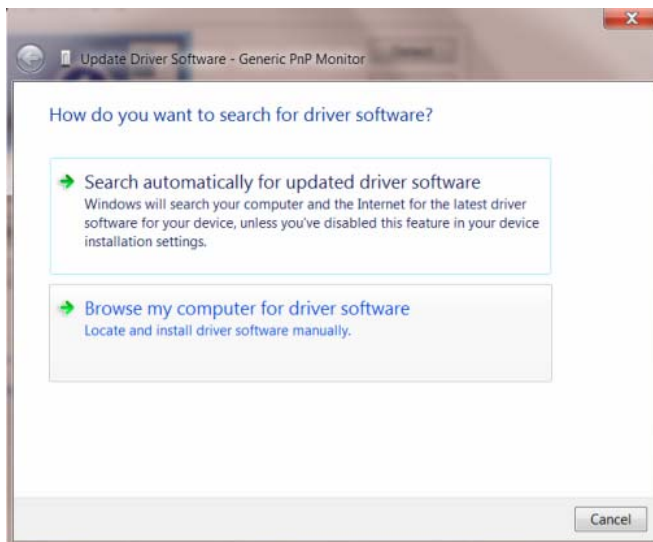 Update Driver Software - Generic PnP Monitor
How do you want to search for driver software?
Search automatically for updated driver software
Windows will search your computer and the Internet for the latest driver
software for your device, unless you've disabled this feature in your device
installation settings.
Browse my computer for driver software
Locate and install driver software manually.
Cancel